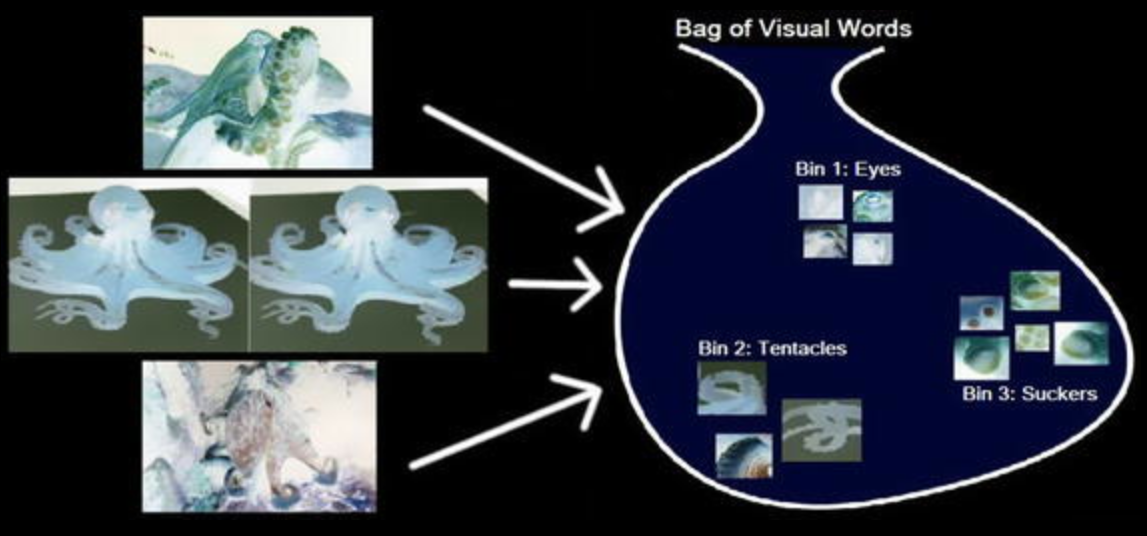 Bag of Visual Words
Bin 1: Eyes
Bin 2: Tentacles
Bin 3: Suckers